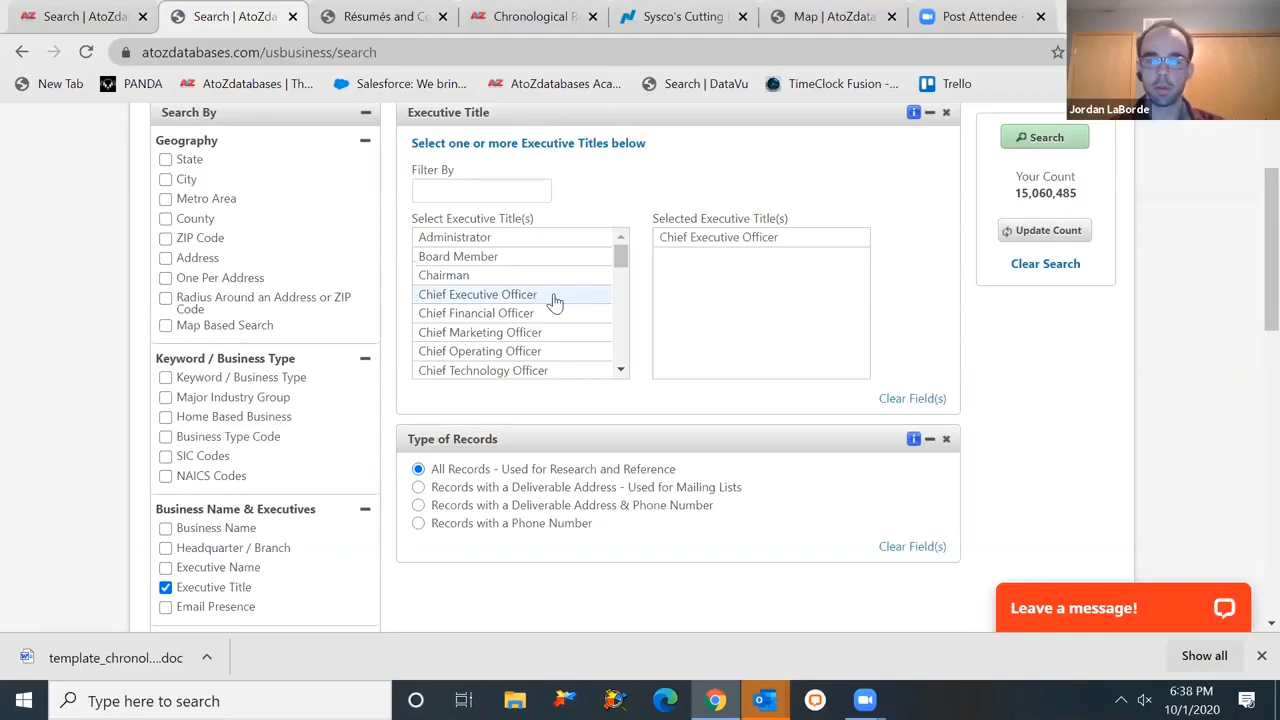 Search | AtoZda
Search | AtoZdat
Résumés and Co
Chronological R
Sysco's Cutting
Map | AtoZdatab
Post Attendee -
atozdatabases.com/usbusiness/search
New Tab
PANDA
AtoZdatabases | Th...
Salesforce: We brin...
AtoZdatabases Aca...
Search | DataVu
TimeClock Fusion -...
Trello
Jordan LaBorde
Search By
Geography
State
City
Metro Area
County
ZIP Code
Address
One Per Address
Radius Around an Address or ZIP
Code
Map Based Search
Keyword / Business Type
Keyword / Business Type
Major Industry Group
Home Based Business
Business Type Code
SIC Codes
NAICS Codes
Business Name & Executives
Business Name
Headquarter / Branch
Executive Name
Executive Title
Email Presence
Executive Title
Select one or more Executive Titles below
Filter By
Select Executive Title(s)
Administrator
Board Member
Chairman
Chief Executive Officer
Chief Financial Officer
Chief Marketing Officer
Chief Operating Officer
Chief Technology Officer
Selected Executive Title(s)
Chief Executive Officer
Clear Field(s)
Type of Records
All Records - Used for Research and Reference
Records with a Deliverable Address - Used for Mailing Lists
Records with a Deliverable Address & Phone Number
Records with a Phone Number
Clear Field(s)
Search
Your Count
15,060,485
Update Count
Clear Search
Leave a message!
template_chronol....doc
Show all
Type here to search
6:38 PM
10/1/2020